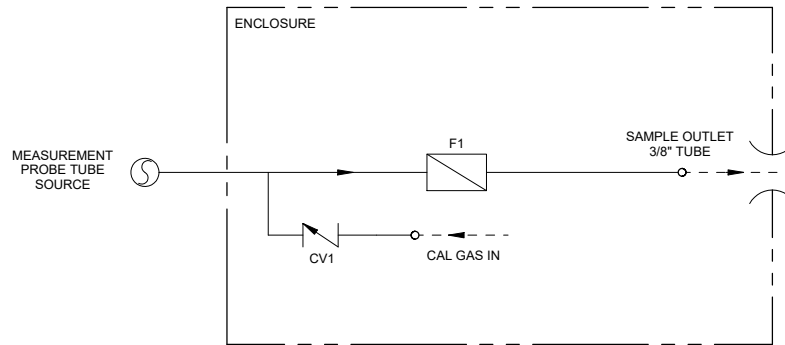 ENCLOSURE
F1
SAMPLE OUTLET
3/8" TUBE
MEASUREMENT
PROBE TUBE
SOURCE
CV1
CAL GAS IN